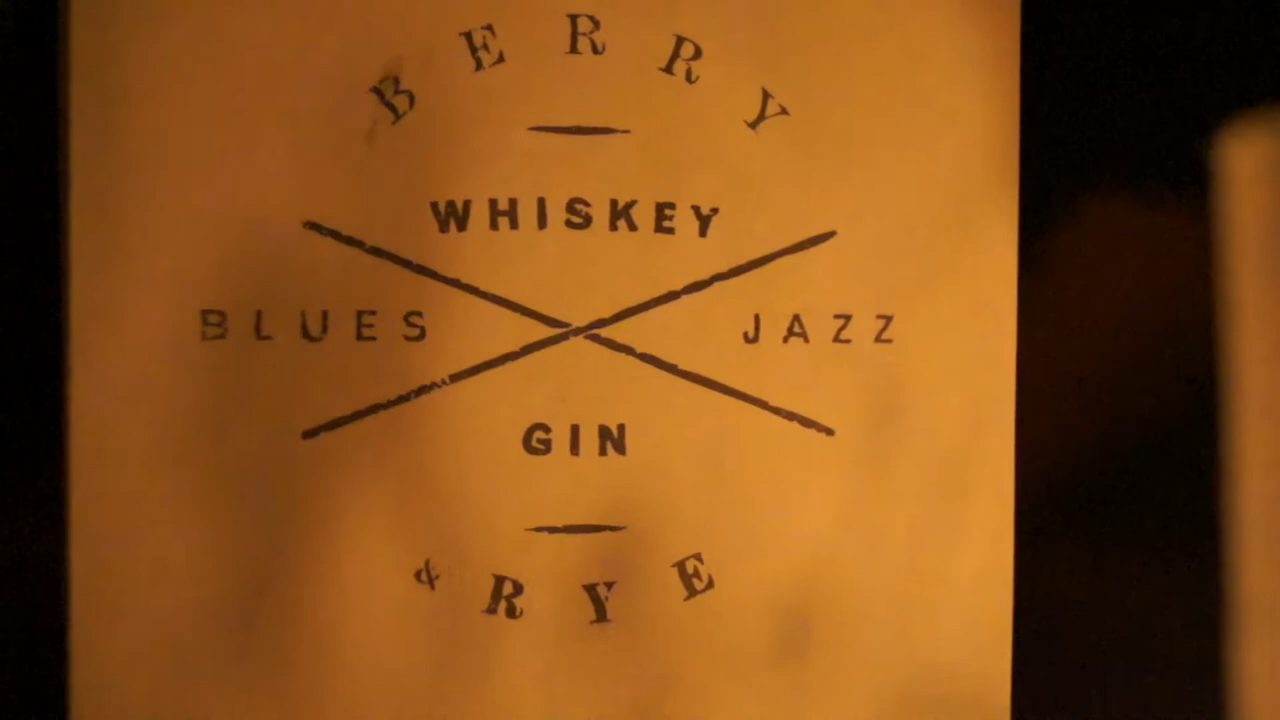 BERRY
WHISKEY
BLUES JAZZ
GIN
& RYE